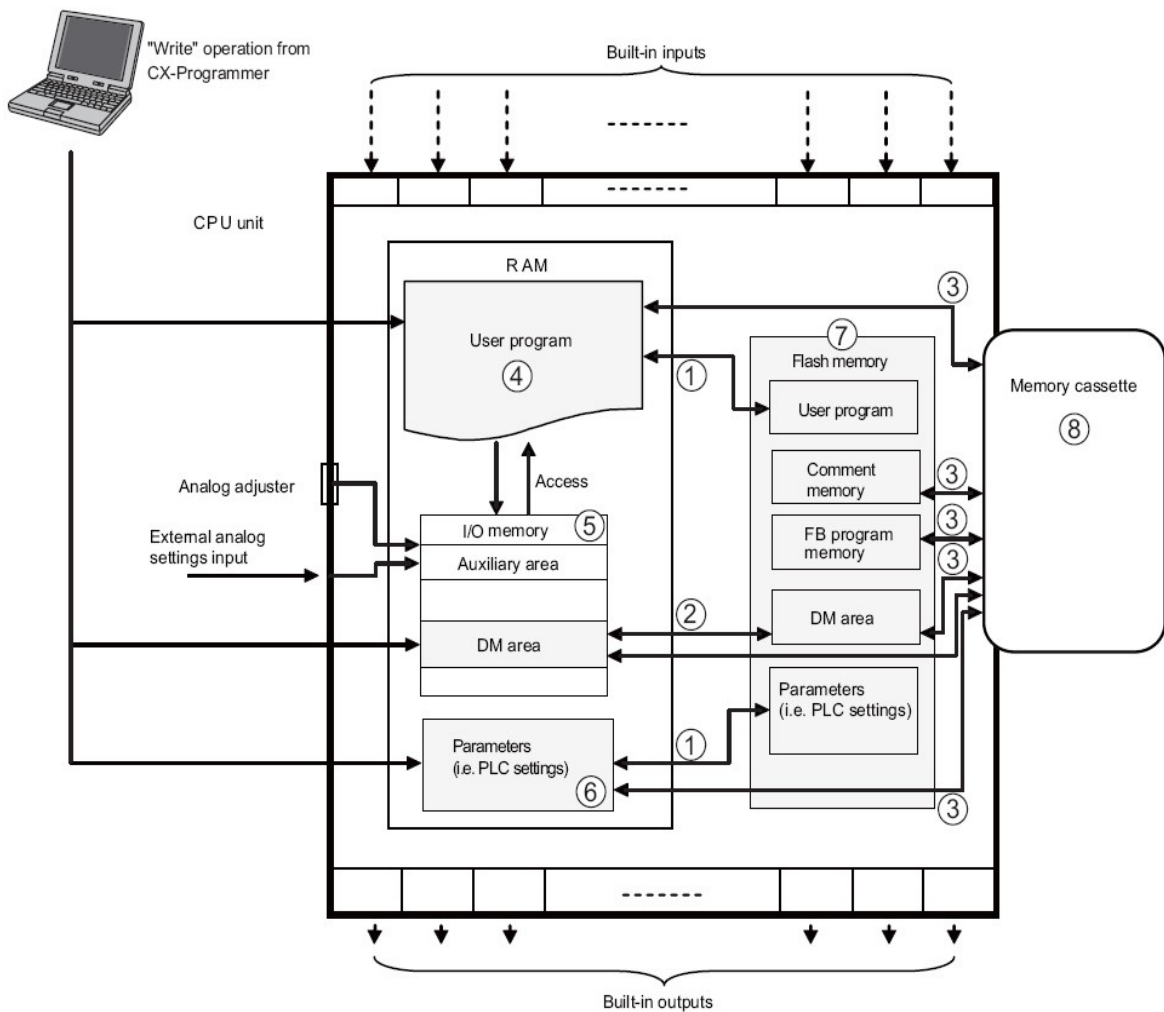 "Write" operation from
CX-Programmer
Built-in inputs
CPU unit
RAM
③
User program
④
①
⑦
Flash memory
User program
Memory cassette
⑧
Comment
memory
③
Analog adjuster
Access
I/O memory
⑤
FB program
memory
③
External analog
settings input
Auxiliary area
③
②
DM area
DM area
Parameters
(i.e. PLC settings)
①
Parameters
(i.e. PLC settings)
⑥
③
Built-in outputs